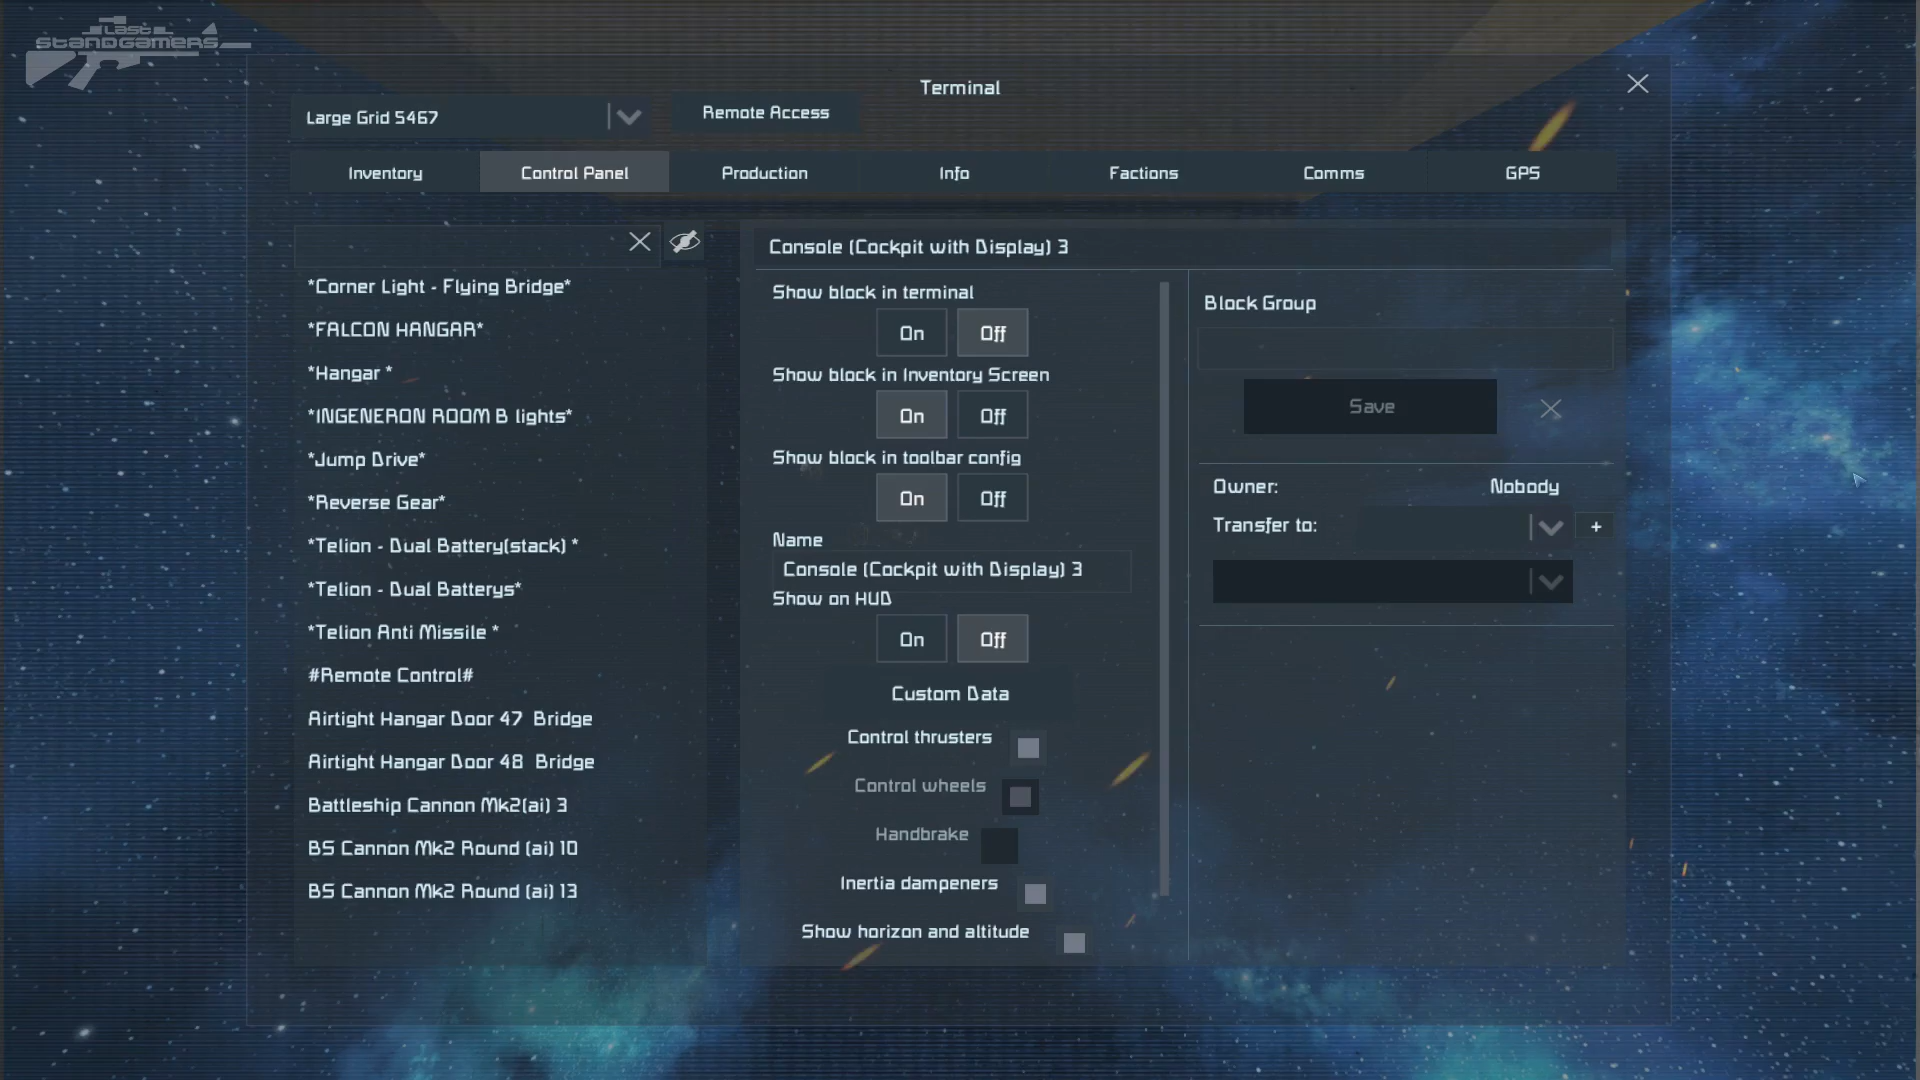 Last
StandGamers
Terminal
Large Grid 5467
Remote Access
Inventory
Control Panel
Production
Info
Factions
Comms
GPS
*Corner Light - Flying Bridge*
*FALCON HANGAR*
*Hangar *
*INGENERON ROOM B lights*
*Jump Drive*
*Reverse Gear*
*Telion - Dual Battery(stack) *
*Telion - Dual Batterys*
*Telion Anti Missile *
#Remote Control#
Airtight Hangar Door 47  Bridge
Airtight Hangar Door 48  Bridge
Battleship Cannon Mk2(ai) 3
BS Cannon Mk2 Round (ai) 10
BS Cannon Mk2 Round (ai) 13
Console (Cockpit with Display) 3
Show block in terminal
On Off
Show block in Inventory Screen
On Off
Show block in toolbar config
On Off
Name
Console (Cockpit with Display) 3
Show on HUD
On Off
Custom Data
Control thrusters
Control wheels
Handbrake
Inertia dampeners
Show horizon and altitude
Block Group
Save
Owner: Nobody
Transfer to:
+